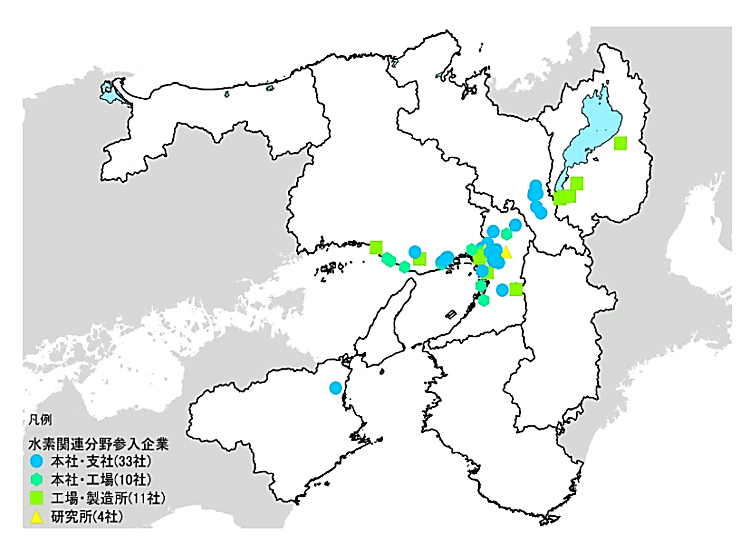 凡例
水素関連分野参入企業
本社・支社(33社)
本社・工場(10社)
工場・製造所(11社)
研究所(4社)